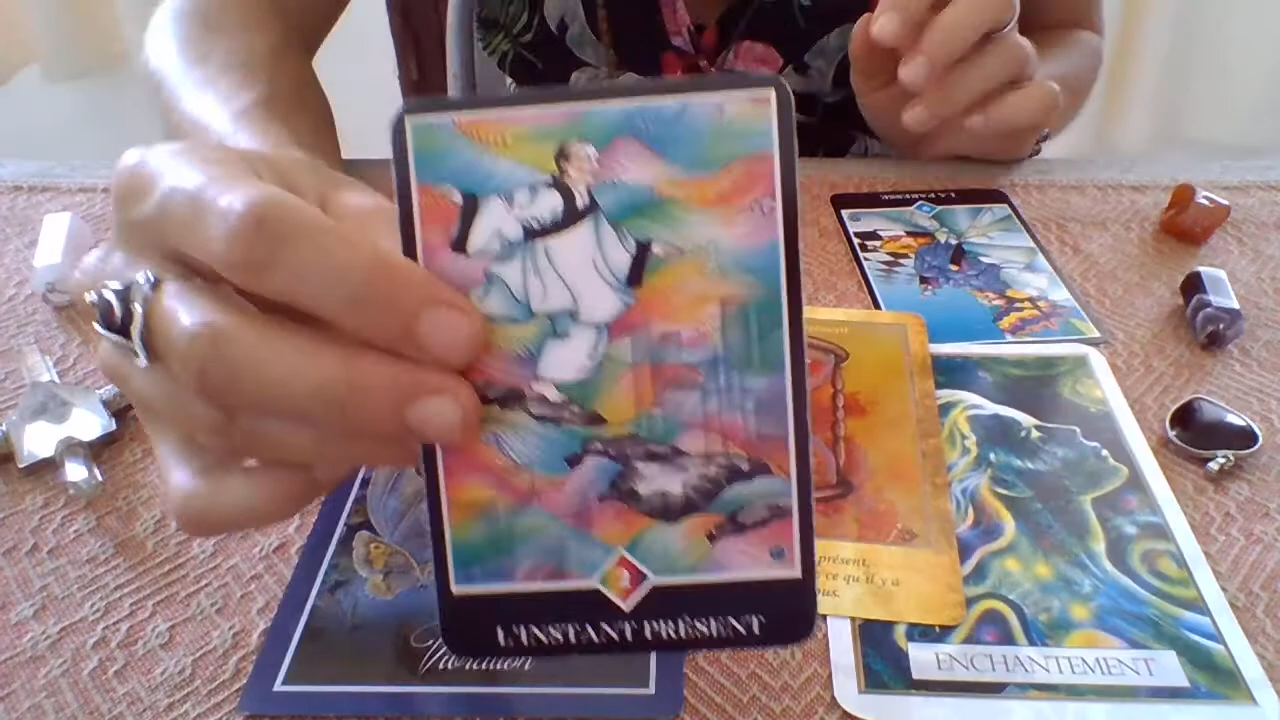 LA PARESSE
présent,
ce qu'il y a
L'INSTANT PRÉSENT
Vibration
ENCHANTEMENT